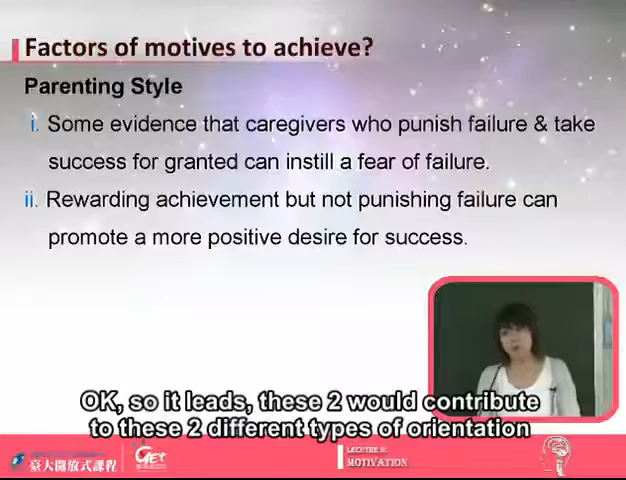 Factors of motives to achieve?
Parenting Style
i. Some evidence that caregivers who punish failure & take
success for granted can instill a fear of failure.
ii. Rewarding achievement but not punishing failure can
promote a more positive desire for success.
OK, so it leads, these 2 would contribute
to these 2 different types of orientation
臺大開放式課程
GET
LECUTRE 8:
MOTIVATION